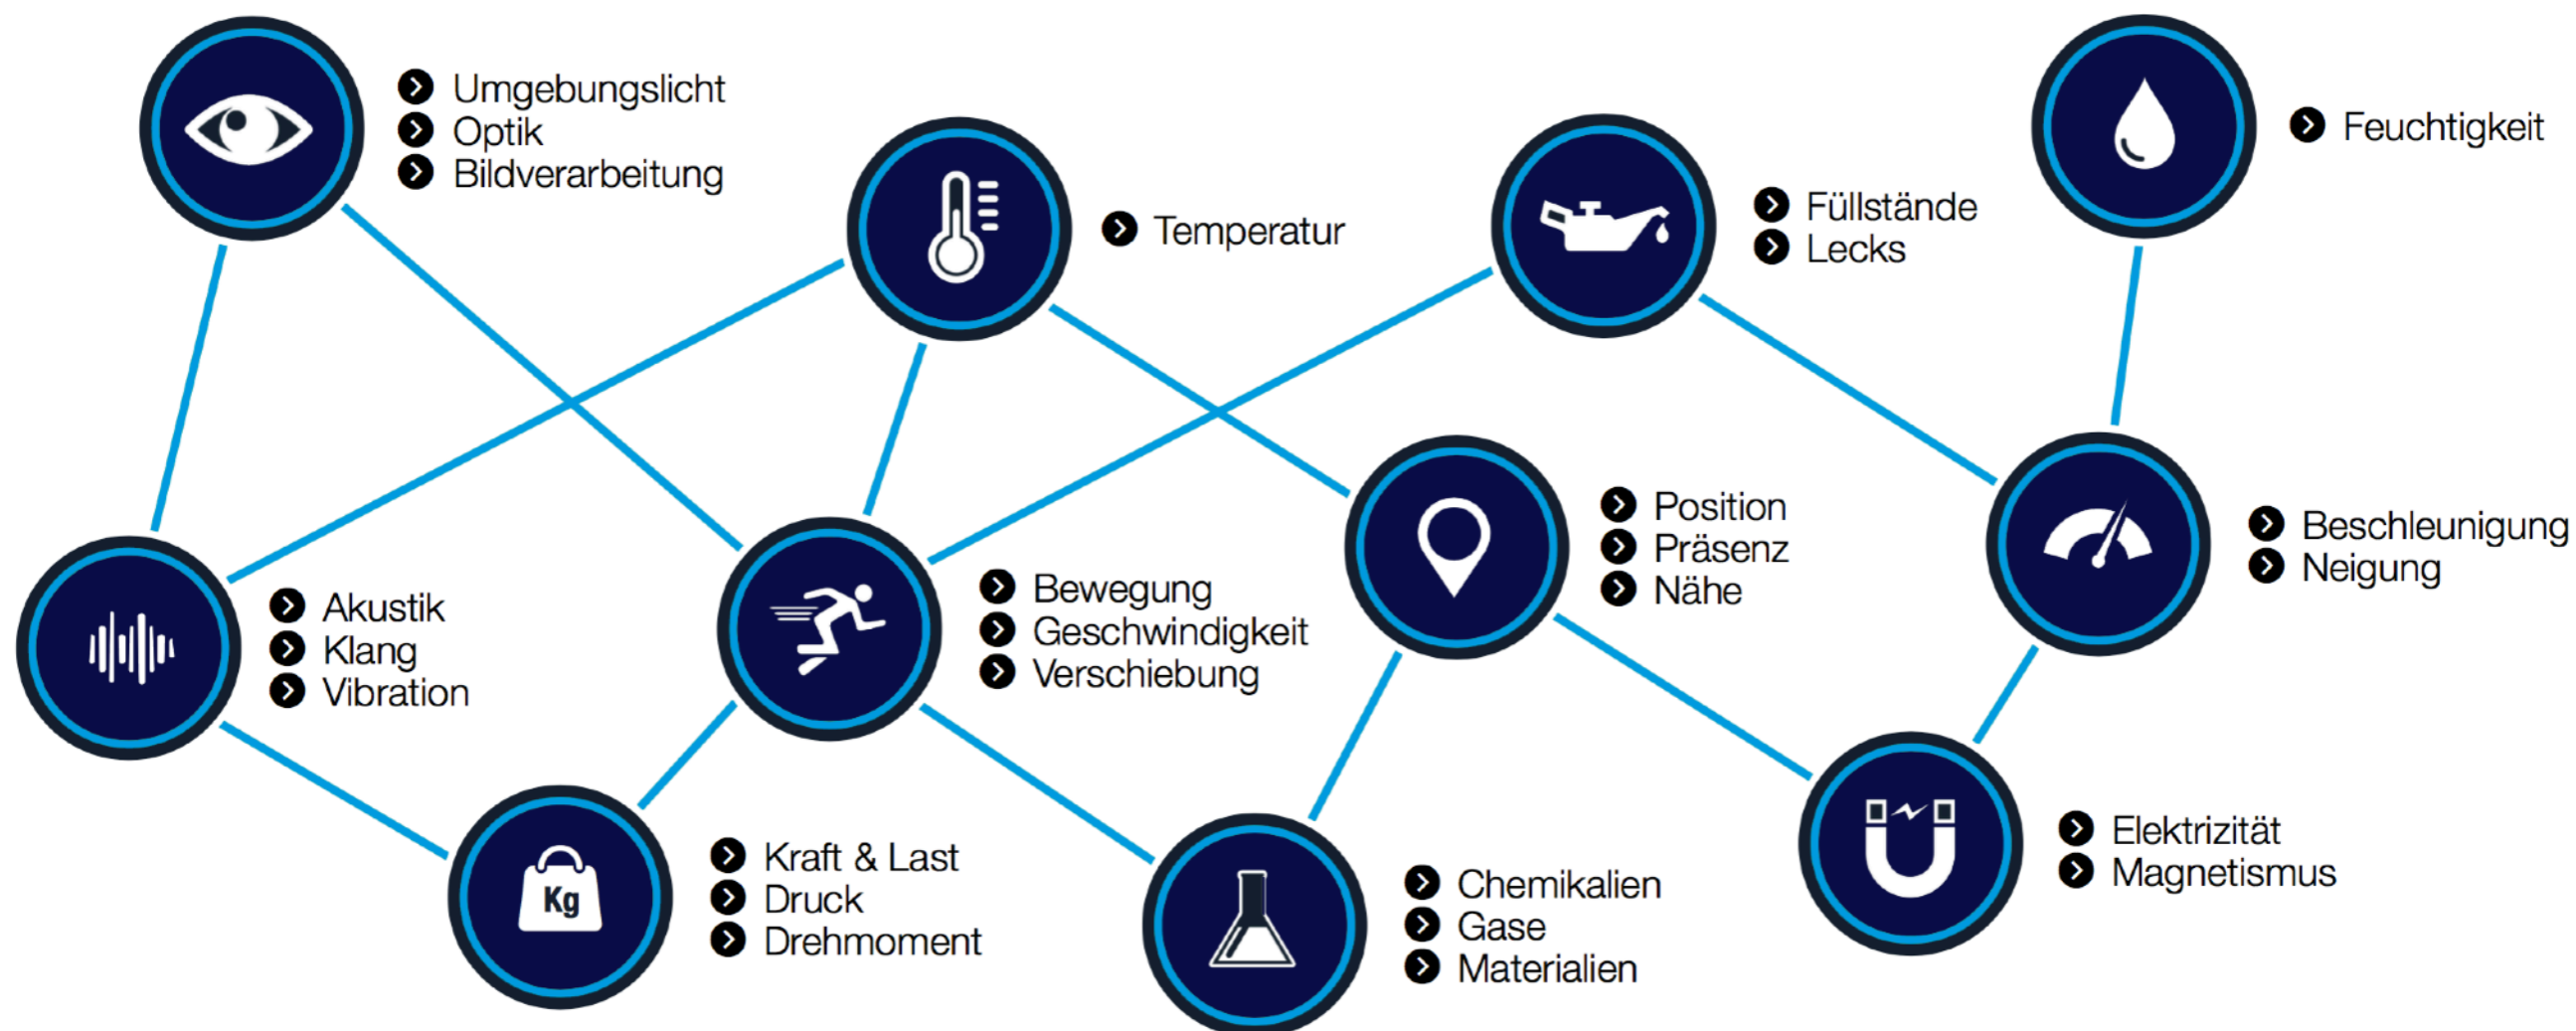 Umgebungslicht
Optik
Bildverarbeitung
Temperatur
Füllstände
Lecks
Feuchtigkeit
Akustik
Klang
Vibration
Bewegung
Geschwindigkeit
Verschiebung
Position
Präsenz
Nähe
Beschleunigung
Neigung
Kg
Kraft & Last
Druck
Drehmoment
Chemikalien
Gase
Materialien
Elektrizität
Magnetismus